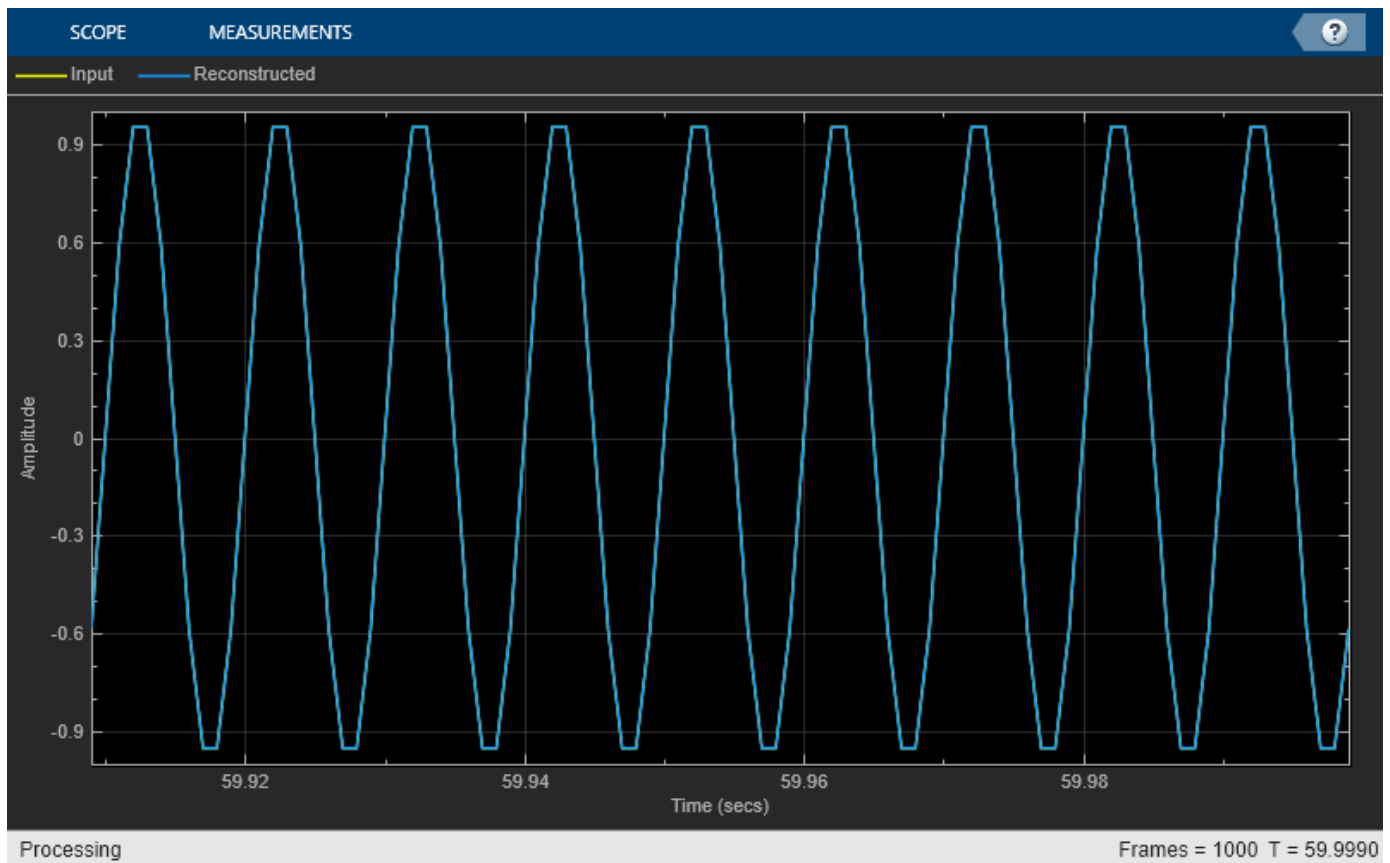 SCOPE MEASUREMENTS ?
Input Reconstructed
0.9
0.6
0.3
0
-0.3
-0.6
-0.9
Amplitude
59.92 59.94 59.96 59.98
Time (secs)
Processing Frames = 1000 T = 59.9990